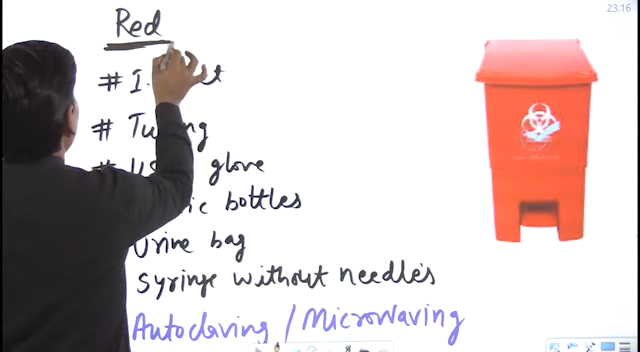 23:16
Red
#
#
# glove
bottles
Urine bag
Syringe without needles
Autoclaving / Microwaving